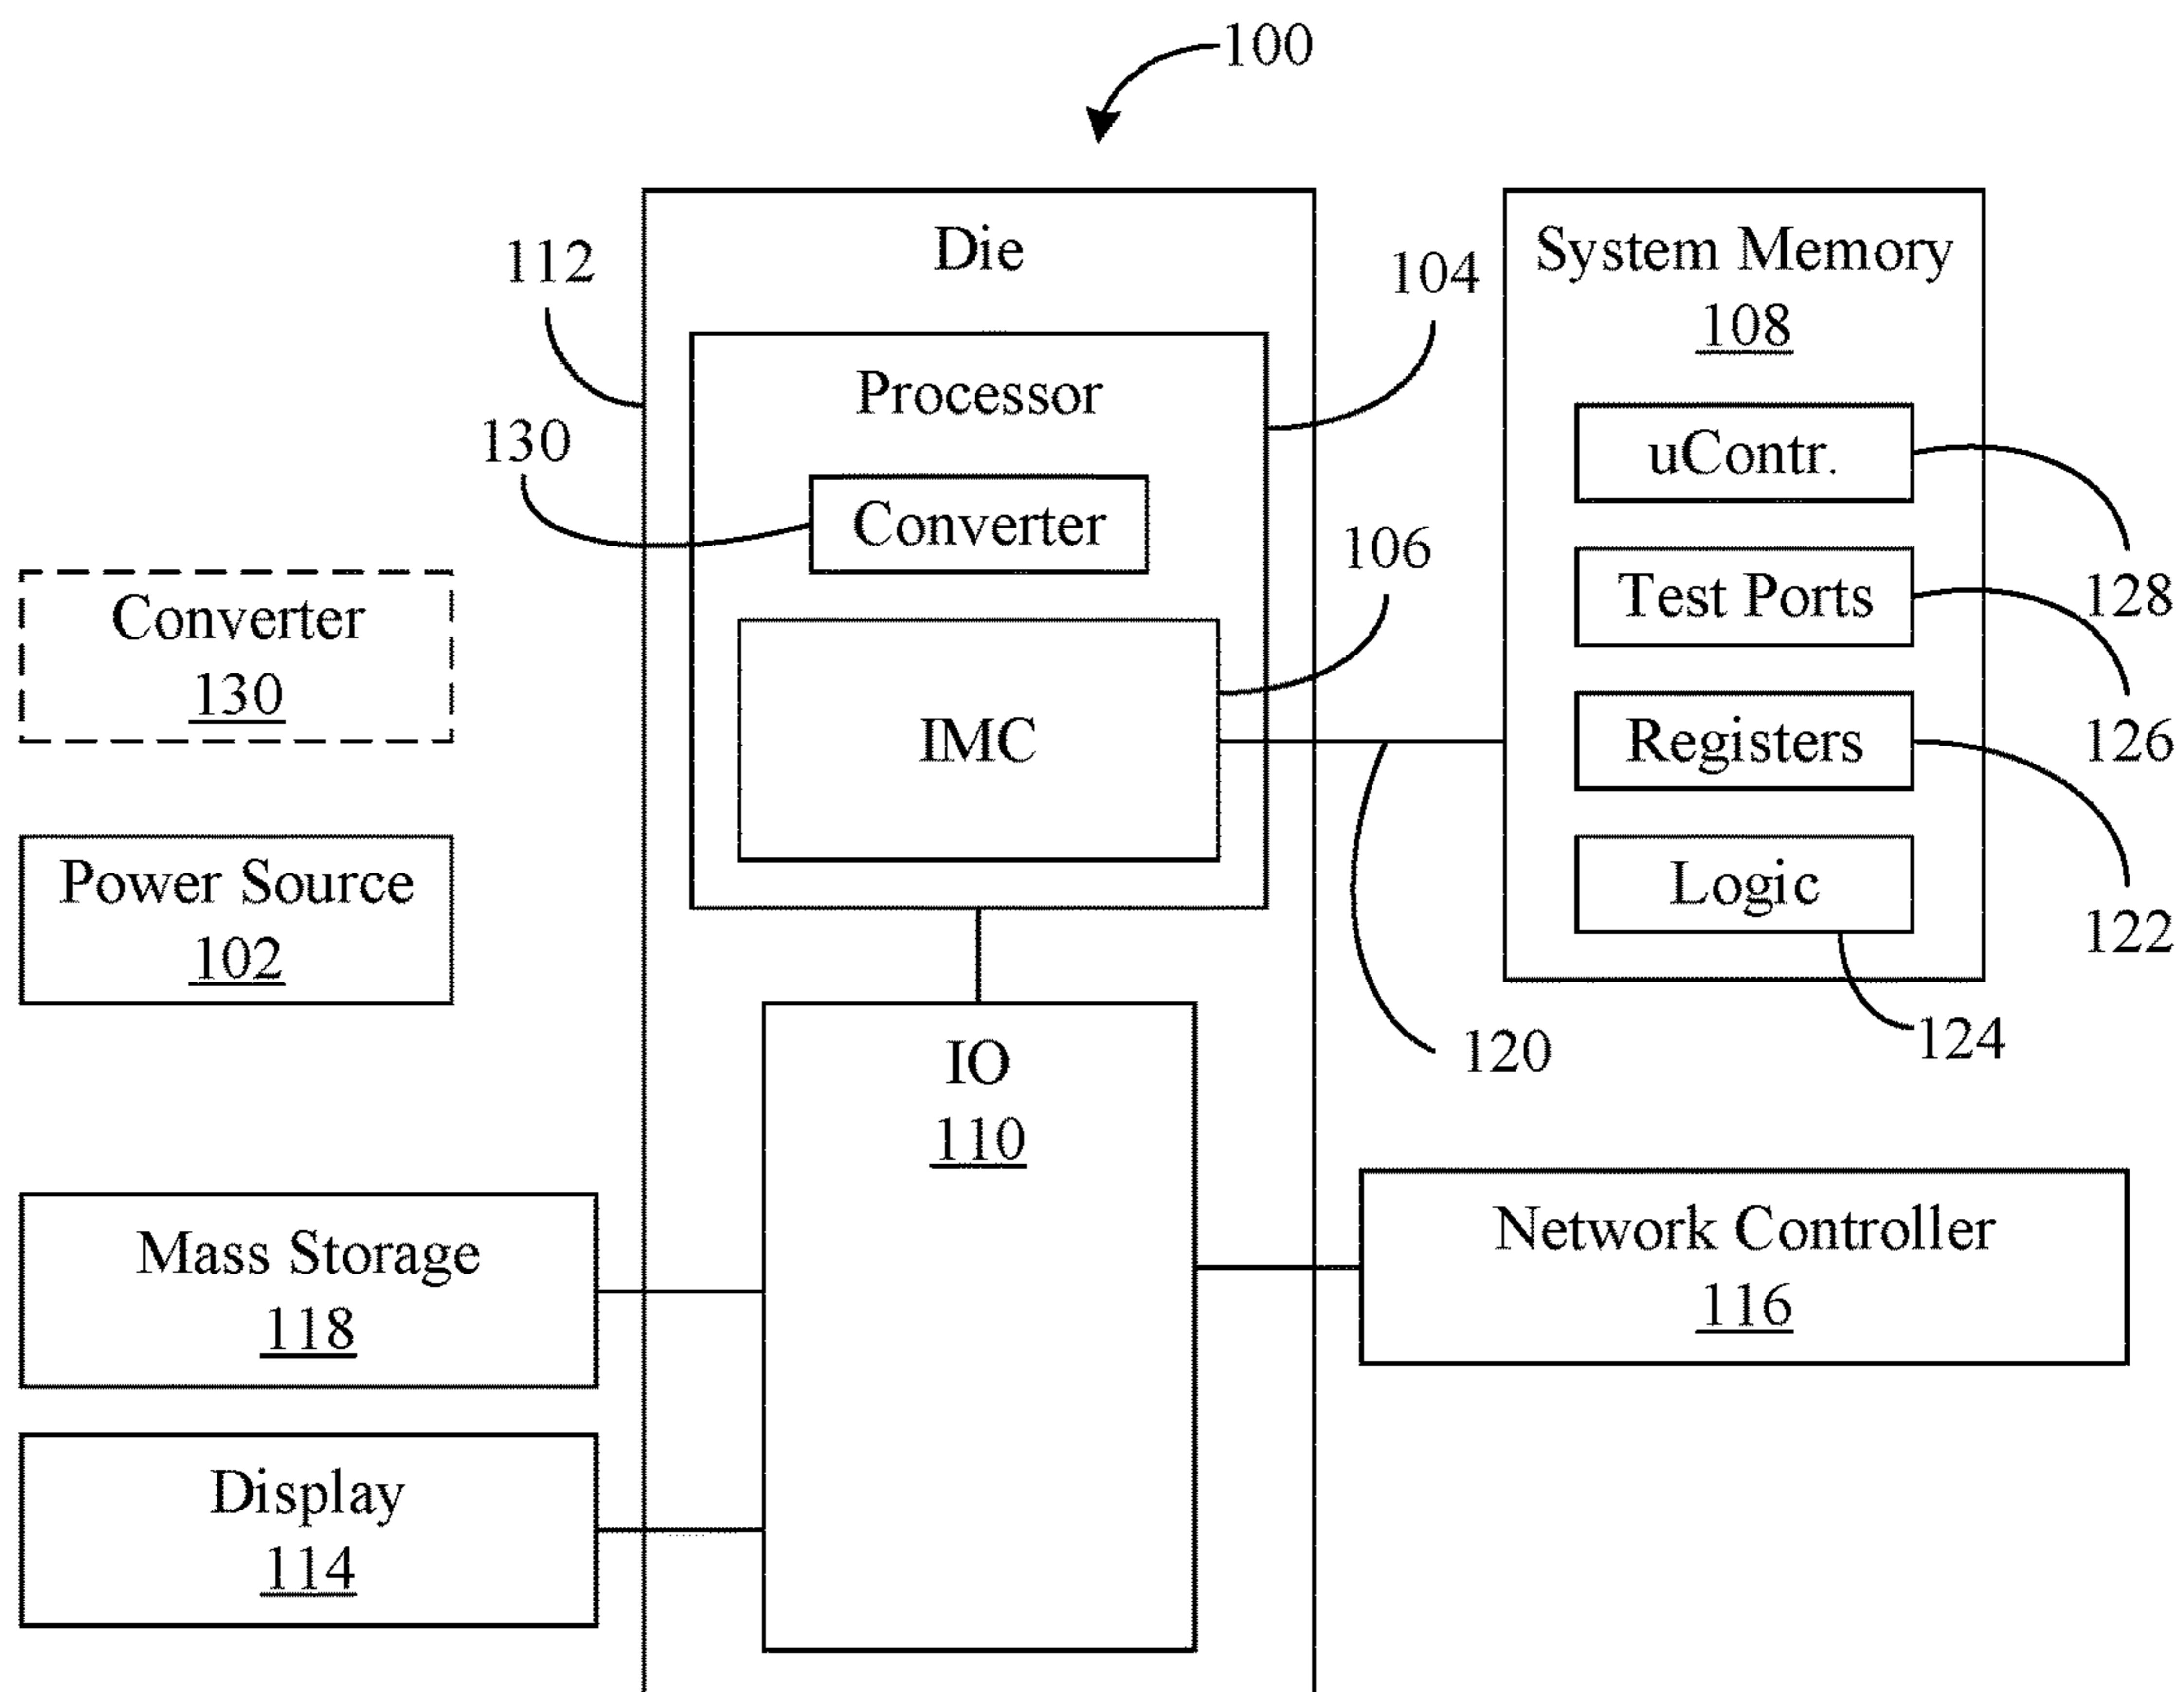 100
Die
System Memory
108
112
104
Processor
130
uContr.
Converter
106
128
Test Ports
Converter
130
IMC
Registers
126
Power Source
102
Logic
122
120
124
IO
110
Mass Storage
118
Network Controller
116
Display
114